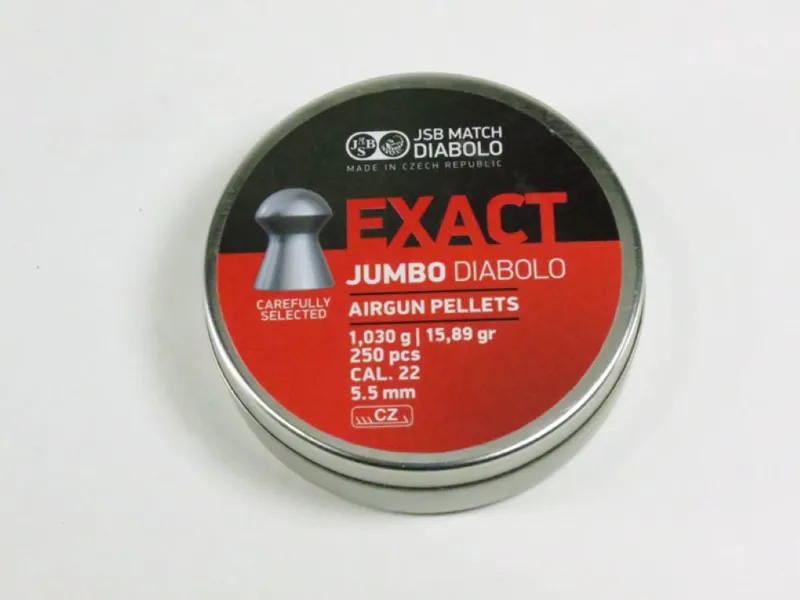 JSB MATCH
DIABOLO
MADE IN CZECH REPUBLIC
EXACT
JUMBO DIABOLO
CAREFULLY
SELECTED
AIRGUN PELLETS
1,030 g | 15,89 gr
250 pcs
CAL. 22
5.5 mm
CZ